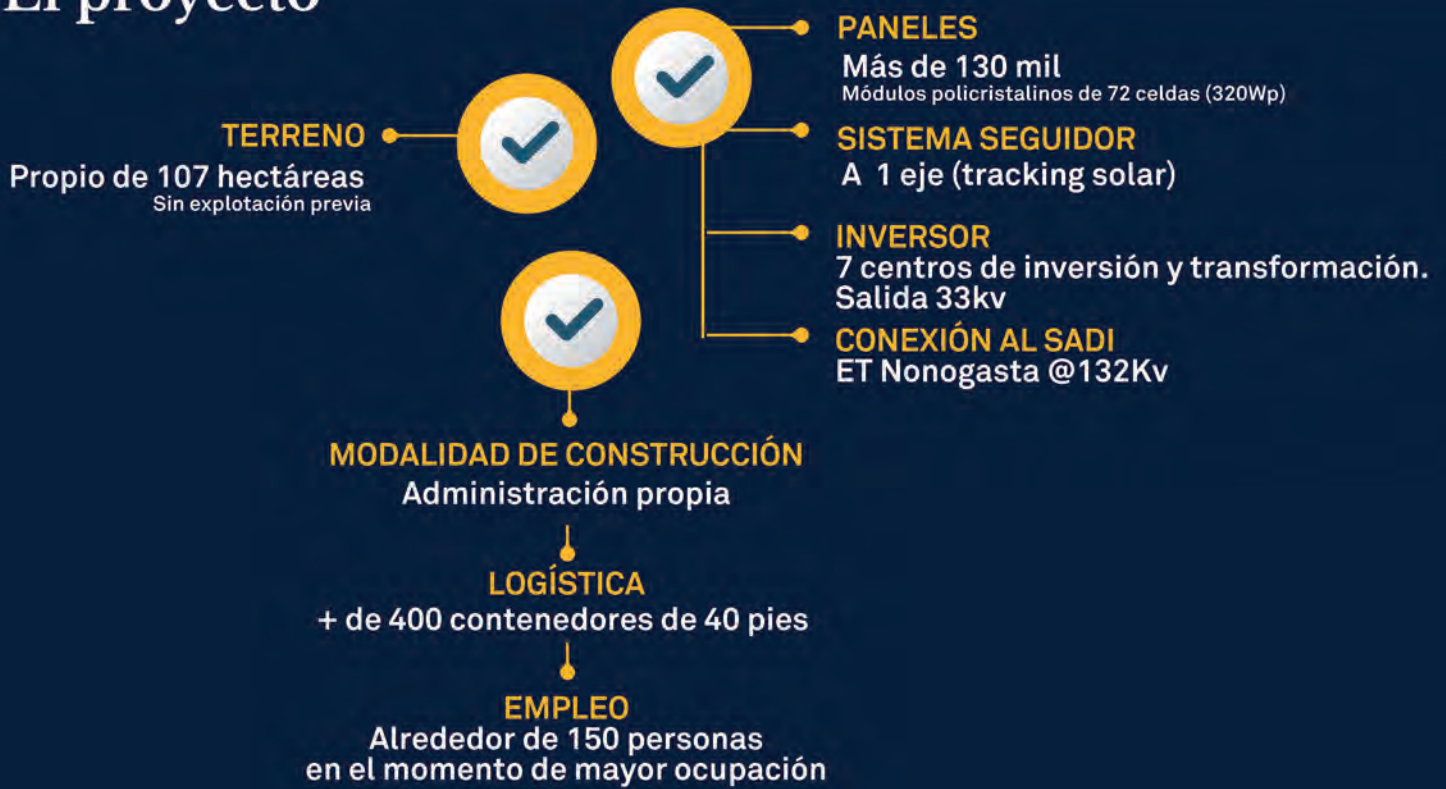 El proyecto
TERRENO
Propio de 107 hectáreas
Sin explotación previa
PANELES
Más de 130 mil
Módulos policristalinos de 72 celdas (320Wp)
SISTEMA SEGUIDOR
A 1 eje (tracking solar)
INVERSOR
7 centros de inversión y transformación.
Salida 33kv
CONEXIÓN AL SADI
ET Nonogasta @132Kv
MODALIDAD DE CONSTRUCCIÓN
Administración propia
LOGÍSTICA
+ de 400 contenedores de 40 pies
EMPLEO
Alrededor de 150 personas
en el momento de mayor ocupación